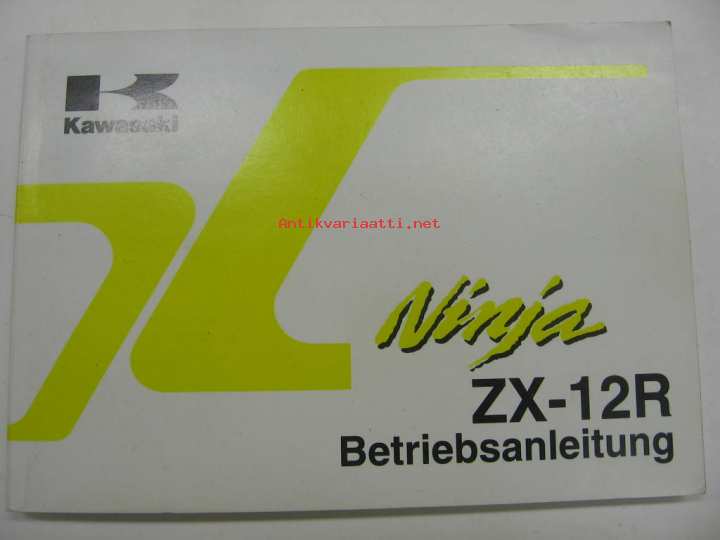 Kawasaki
Antikvariaatti.net
Ninja
ZX-12R
Betriebsanleitung